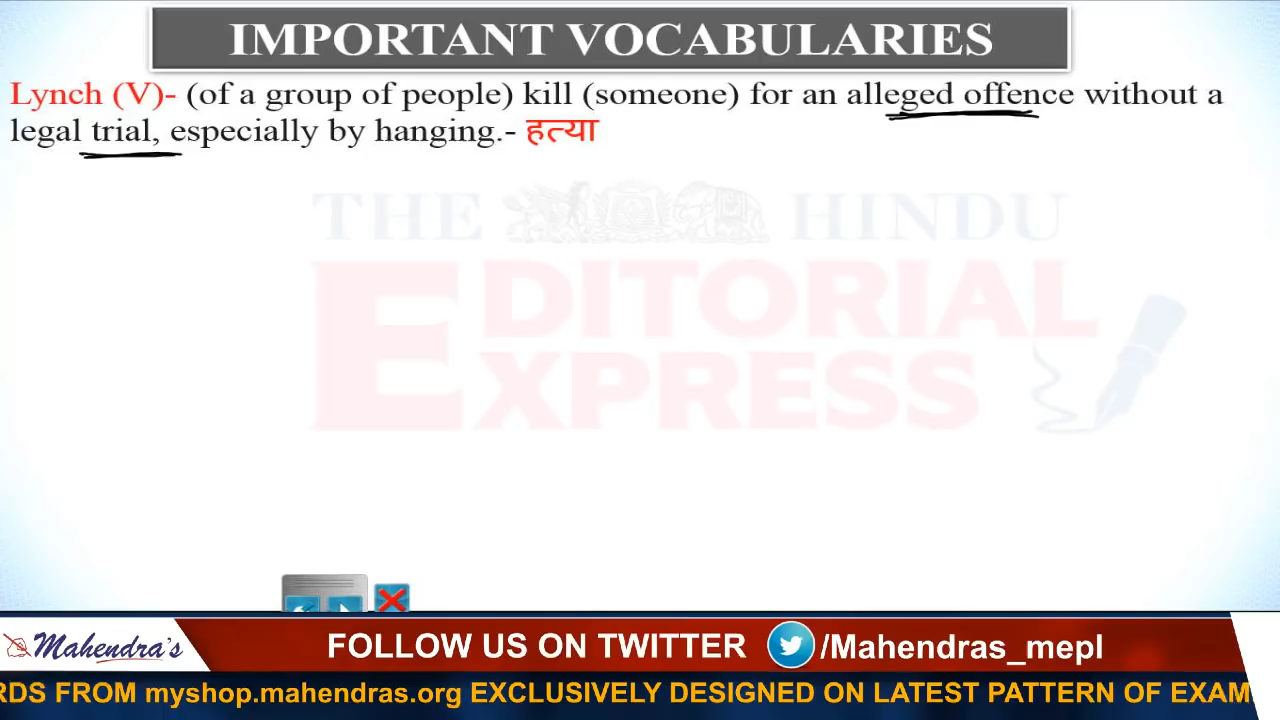 IMPORTANT VOCABULARIES
Lynch (V)- (of a group of people) kill (someone) for an alleged offence without a
legal trial, especially by hanging.- हत्या
THE HINDU
EDITORIAL
EXPRESS
Mahendra's
FOLLOW US ON TWITTER /Mahendras_mepl
RDS FROM myshop.mahendras.org EXCLUSIVELY DESIGNED ON LATEST PATTERN OF EXAM